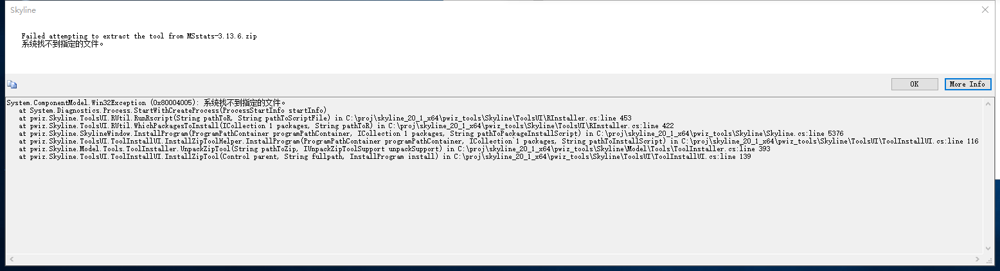 Skyline
Failed attempting to extract the tool from MSstats-3.13.6.zip
系统找不到指定的文件。
OK
More Info
System.ComponentModel.Win32Exception (0x80004005): 系统找不到指定的文件。
   at System.Diagnostics.Process.StartWithCreateProcess(ProcessStartInfo startInfo)
   at pwiz.Skyline.ToolsUI.RUtil.RunRscript(String pathToR, String pathToScriptFile) in C:\proj\skyline_20_1_x64\pwiz_tools\Skyline\ToolsUI\RInstaller.cs:line 453
   at pwiz.Skyline.ToolsUI.RUtil.WhichPackagesToInstall(ICollection`1 packages, String pathToR) in C:\proj\skyline_20_1_x64\pwiz_tools\Skyline\ToolsUI\RInstaller.cs:line 422
   at pwiz.Skyline.SkylineWindow.InstallProgram(ProgramPathContainer programPathContainer, ICollection`1 packages, String pathToPackageInstallScript) in C:\proj\skyline_20_1_x64\pwiz_tools\Skyline\Skyline.cs:line 5376
   at pwiz.Skyline.ToolsUI.ToolInstallUI.InstallZipToolHelper.InstallProgram(ProgramPathContainer programPathContainer, ICollection`1 packages, String pathToInstallScript) in C:\proj\skyline_20_1_x64\pwiz_tools\Skyline\ToolsUI\ToolInstallUI.cs:line 116
   at pwiz.Skyline.Model.Tools.ToolInstaller.UnpackZipTool(String pathToZip, IUnpackZipToolSupport unpackSupport) in C:\proj\skyline_20_1_x64\pwiz_tools\Skyline\Model\Tools\ToolInstaller.cs:line 393
   at pwiz.Skyline.ToolsUI.ToolInstallUI.InstallZipTool(Control parent, String fullpath, InstallProgram install) in C:\proj\skyline_20_1_x64\pwiz_tools\Skyline\ToolsUI\ToolInstallUI.cs:line 139